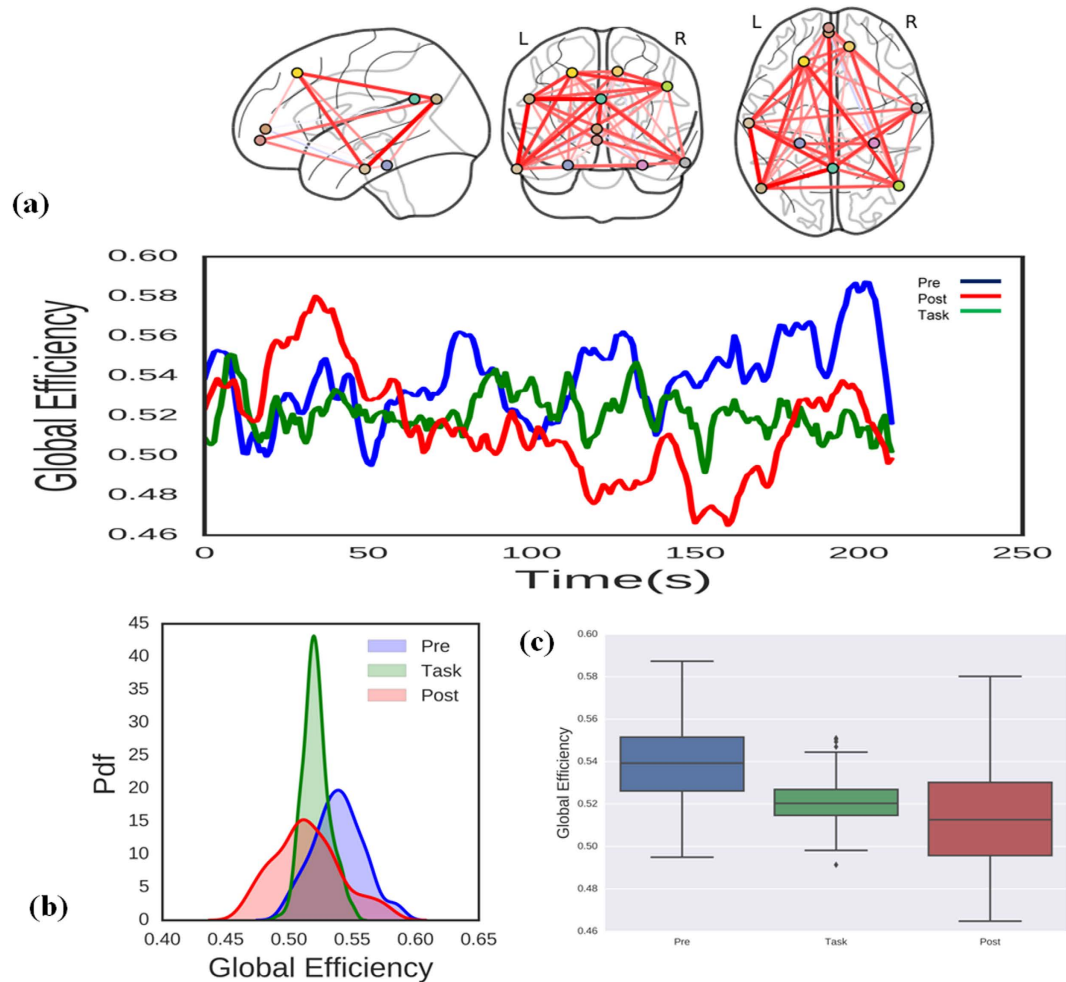 L
R
L
R
(a)
0.60
0.58
0.56
0.54
0.52
0.50
0.48
0.46
Global Efficiency
Pre
Post
Task
0
50
100
150
200
250
Time(s)
(b)
45
40
35
30
25
20
15
10
5
0
Pdf
Pre
Task
Post
0.40
0.45
0.50
0.55
0.60
0.65
Global Efficiency
(c)
0.60
0.58
0.56
0.54
0.52
0.50
0.48
0.46
Global Efficiency
Pre
Task
Post